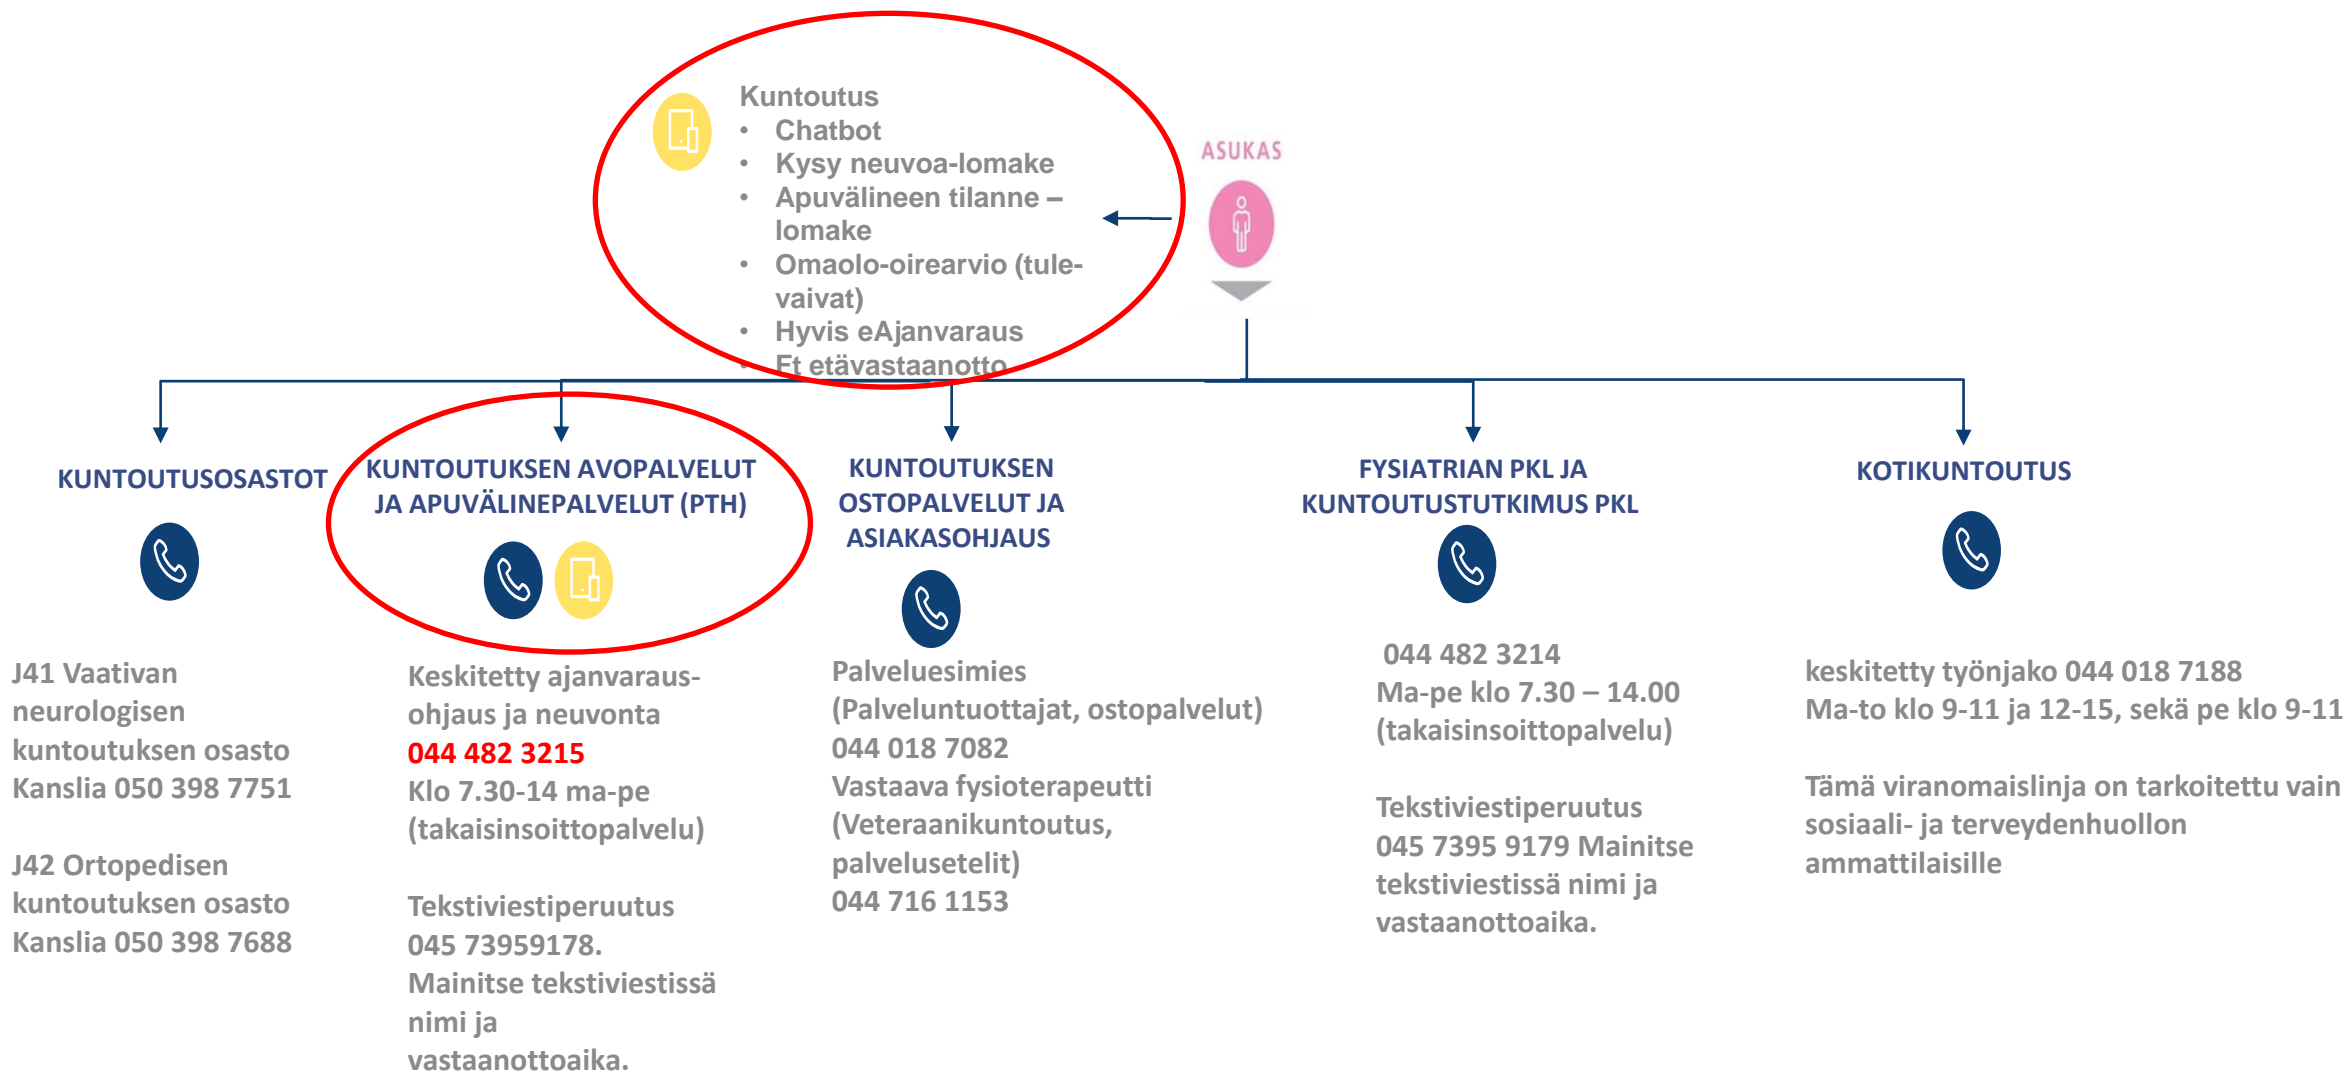 Kuntoutus
• Chatbot
• Kysy neuvoa-lomake
• Apuvälineen tilanne –
lomake
• Omaolo-oirearvio (tule-
vaivat)
• Hyvis eAjanvaraus
• Ft etävastaanotto
ASUKAS
KUNTOUTUSOSASTOT
J41 Vaativan
neurologisen
kuntoutuksen osasto
Kanslia 050 398 7751
J42 Ortopedisen
kuntoutuksen osasto
Kanslia 050 398 7688
KUNTOUTUKSEN AVOPALVELUT
JA APUVÄLINEPALVELUT (PTH)
Keskitetty ajanvaraus-
ohjaus ja neuvonta
044 482 3215
Klo 7.30-14 ma-pe
(takaisinsoittopalvelu)
Tekstiviestiperuutus
045 73959178.
Mainitse tekstiviestissä
nimi ja
vastaanottoaika.
KUNTOUTUKSEN
OSTOPALVELUT JA
ASIAKASOHJAUS
Palveluesimies
(Palveluntuottajat, ostopalvelut)
044 018 7082
Vastaava fysioterapeutti
(Veteraanikuntoutus,
palvelusetelit)
044 716 1153
FYSIATRIAN PKL JA
KUNTOUTUSTUTKIMUS PKL
044 482 3214
Ma-pe klo 7.30 – 14.00
(takaisinsoittopalvelu)
Tekstiviestiperuutus
045 7395 9179 Mainitse
tekstiviestissä nimi ja
vastaanottoaika.
KOTIKUNTOUTUS
keskitetty työnjako 044 018 7188
Ma-to klo 9-11 ja 12-15, sekä pe klo 9-11
Tämä viranomaislinja on tarkoitettu vain
sosiaali- ja terveydenhuollon
ammattilaisille